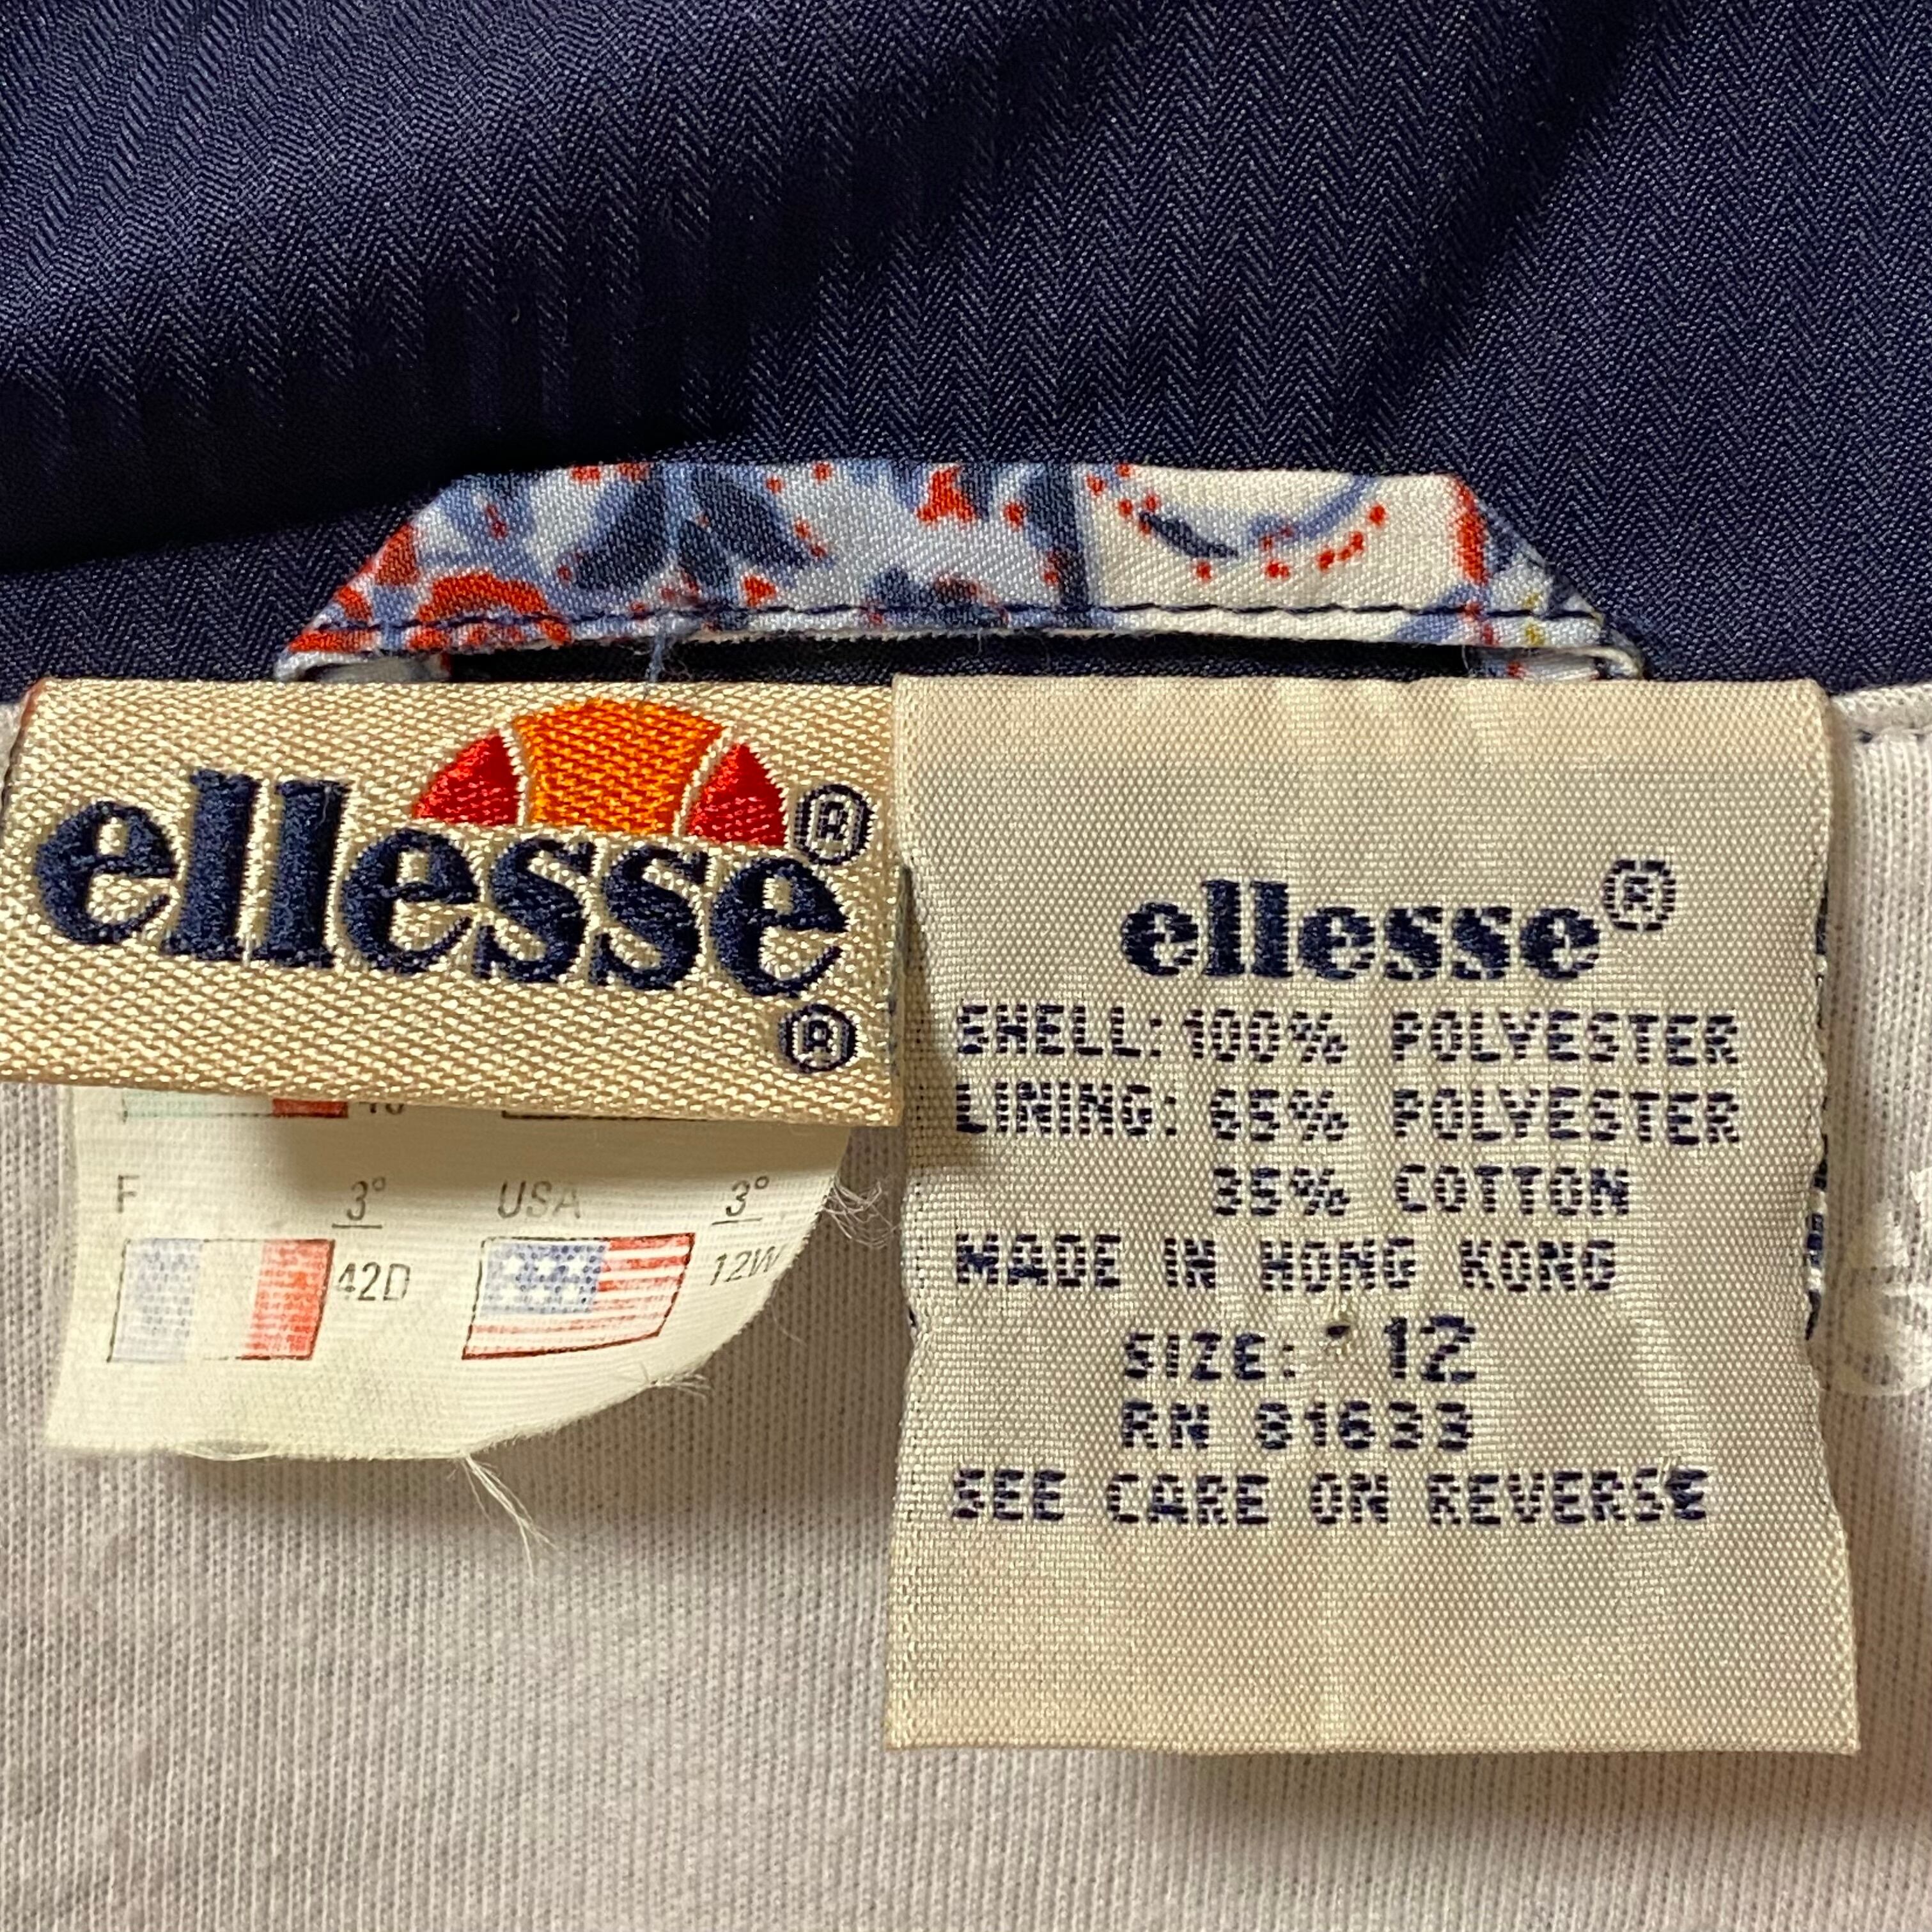 ellesse®
®
F 3° USA 3°
42D 12W
ellesse®
SHELL: 100% POLYESTER
LINING: 65% POLYESTER
35% COTTON
MADE IN HONG KONG
SIZE: 12
RN 81633
SEE CARE ON REVERSE